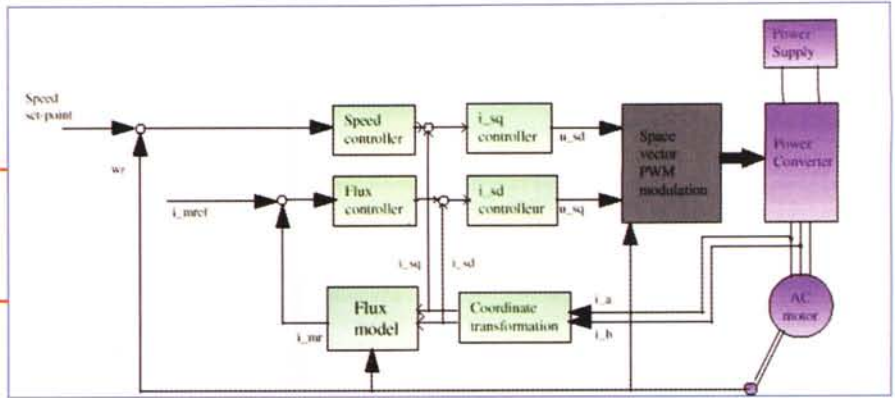 Power
Supply
Speed
set-point
Speed
controller
i_sq
controller
u_sd
Space
vector
PWM
modulation
Power
Converter
wr
i_mref
Flux
controller
i_sd
controlleur
u_sq
i_sq
i_sd
Flux
model
i_mr
Coordinate
transformation
i_a
i_b
AC
motor